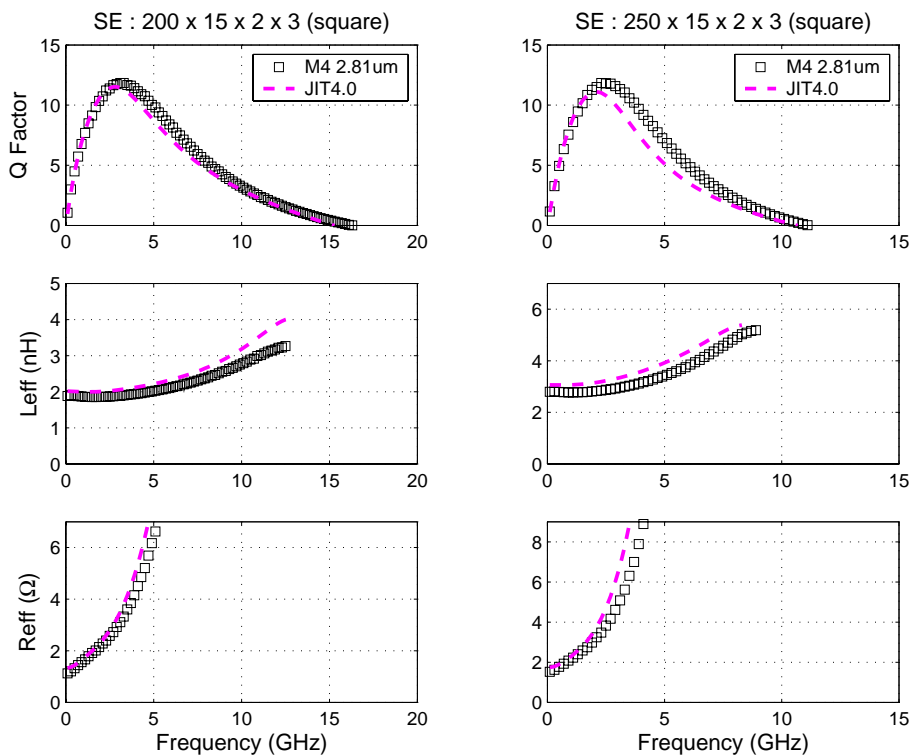 SE : 200 x 15 x 2 x 3 (square)
SE : 250 x 15 x 2 x 3 (square)
Q Factor
15
10
5
0
M4 2.81um
JIT4.0
0 5 10 15 20
15
10
5
0
M4 2.81um
JIT4.0
0 5 10 15
Leff (nH)
5
4
3
2
1
0
0 5 10 15 20
6
4
2
0
0 5 10 15
Reff (Ω)
6
4
2
0
0 5 10 15 20
Frequency (GHz)
8
6
4
2
0
0 5 10 15
Frequency (GHz)